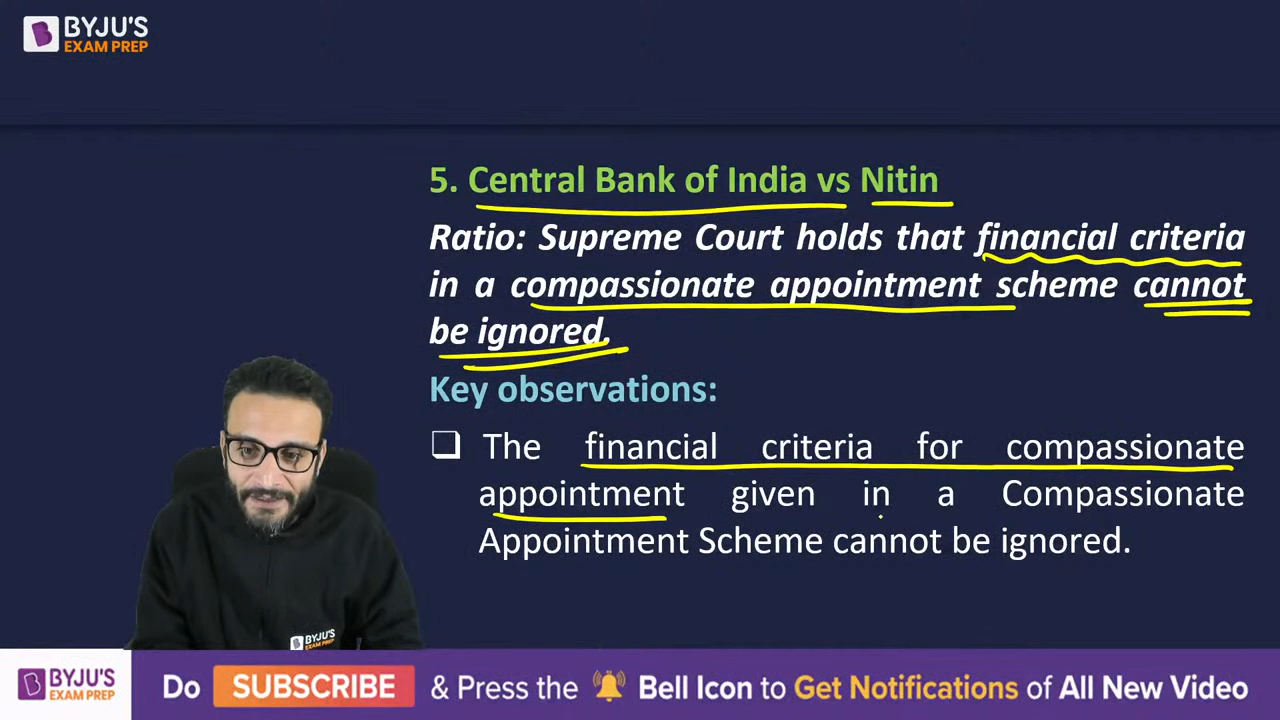 BYJU'S
EXAM PREP
5. Central Bank of India vs Nitin
Ratio: Supreme Court holds that financial criteria
in a compassionate appointment scheme cannot
be ignored.
Key observations:
❑ The financial criteria for compassionate
appointment given in a Compassionate
Appointment Scheme cannot be ignored.
BYJU'S
EXAM PREP
BYJU'S
EXAM PREP
Do SUBSCRIBE & Press the Bell Icon to Get Notifications of All New Video